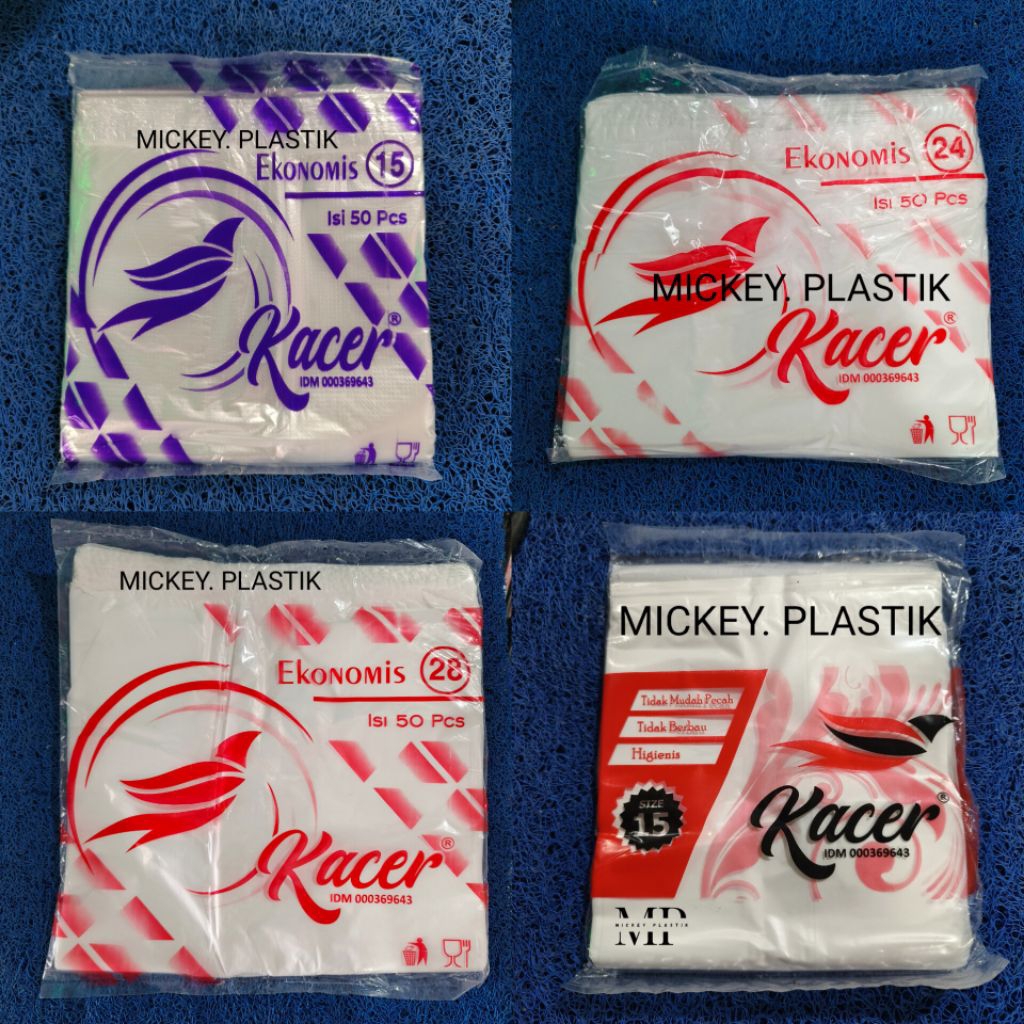 MICKEY. PLASTIK
Ekonomis 15
Isi 50 Pcs
Kacer®
IDM 000369643
Ekonomis 24
Isi 50 Pcs
MICKEY. PLASTIK
Kacer®
IDM 000369643
MICKEY. PLASTIK
Ekonomis 28
Isi 50 Pcs
Kacer®
IDM 000369643
MICKEY. PLASTIK
Tidak Mudah Pecah
Tidak Berbau
Higienis
SIZE
15
Kacer®
IDM 000369643
MP
MICKEY PLASTIK